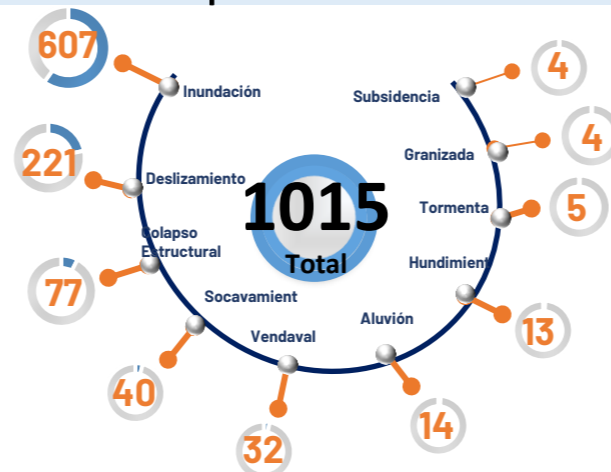 607
Inundación
221
Deslizamiento
Colapso
Estructural
77
Socavamient
40
Vendaval
32
Aluvión
14
Hundimient
13
Tormenta
5
Granizada
4
Subsidencia
4
1015
Total